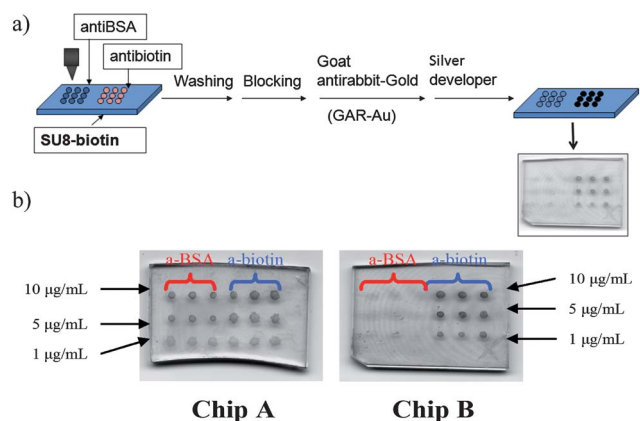 a)
antiBSA
antibiotin
SU8-biotin
Washing
Blocking
Goat
antirabbit-Gold
(GAR-Au)
Silver
developer
b)
a-BSA
a-biotin
10 µg/mL
5 µg/mL
1 µg/mL
a-BSA
a-biotin
10 µg/mL
5 µg/mL
1 µg/mL
Chip A
Chip B